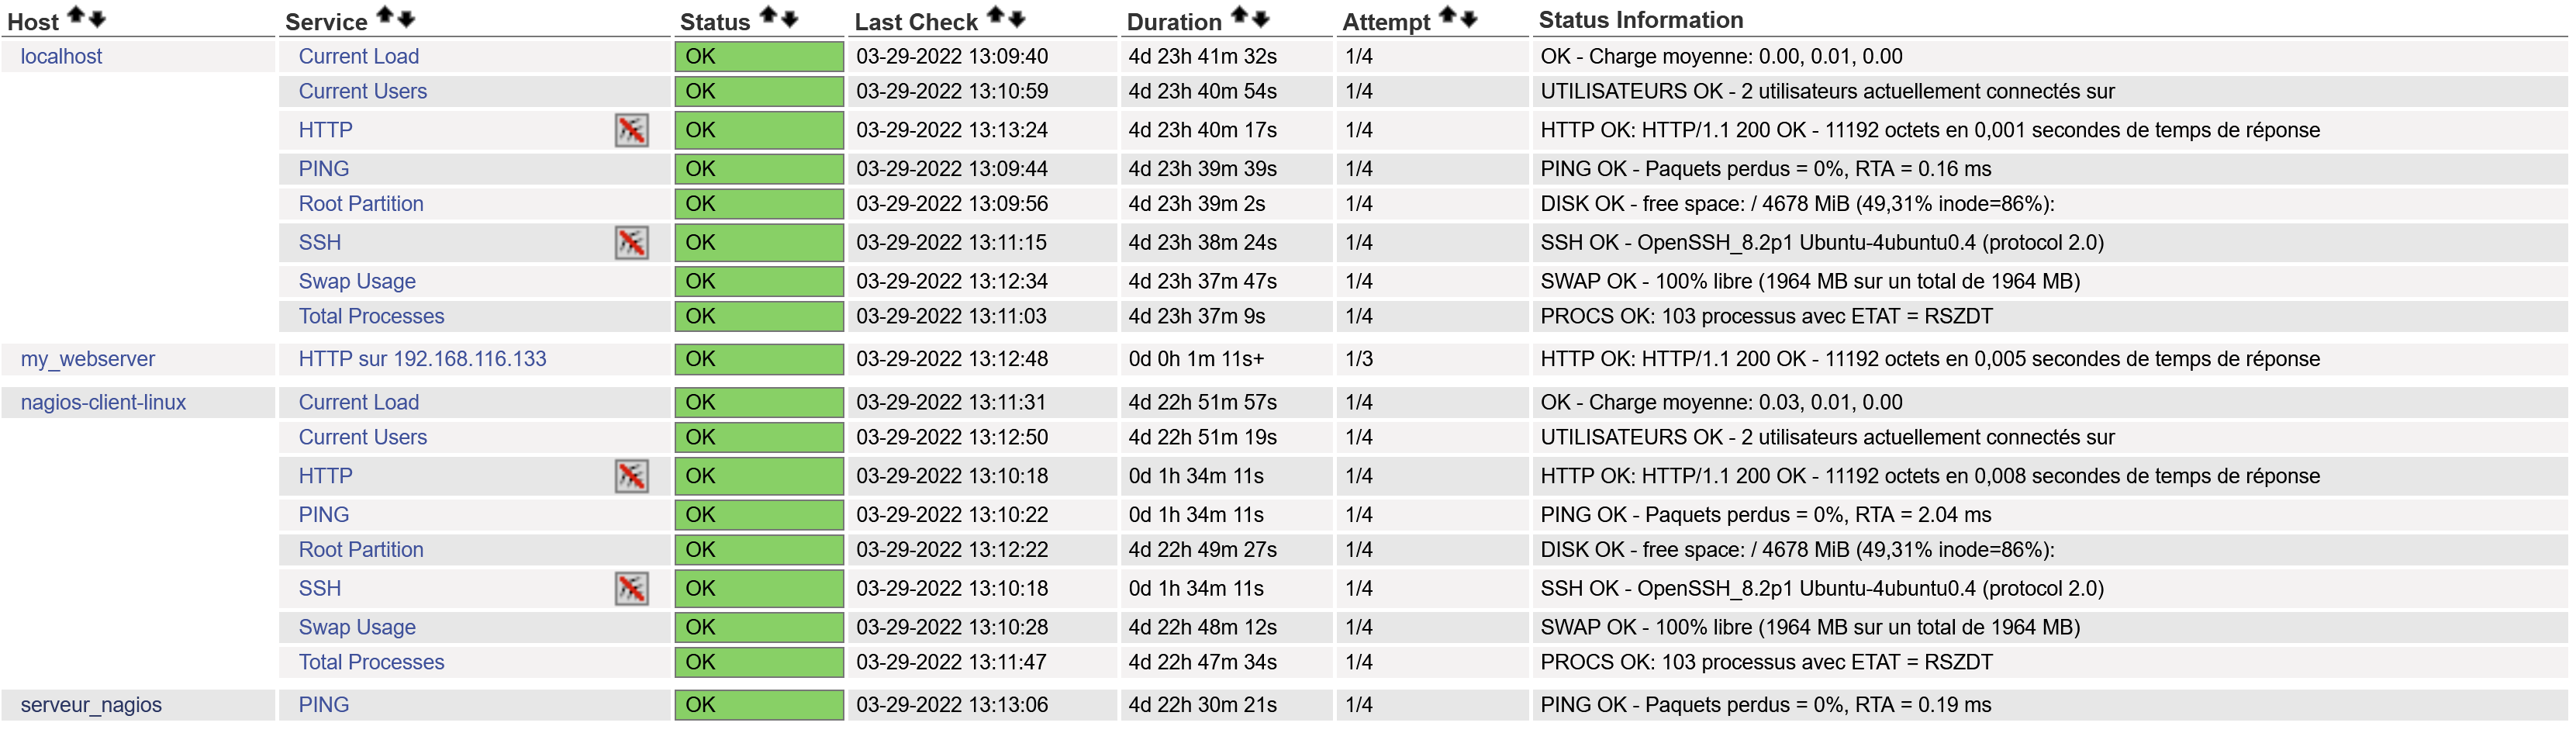 Host Service Status Last Check Duration Attempt Status Information
localhost Current Load OK 03-29-2022 13:09:40 4d 23h 41m 32s 1/4 OK - Charge moyenne: 0.00, 0.01, 0.00
Current Users OK 03-29-2022 13:10:59 4d 23h 40m 54s 1/4 UTILISATEURS OK - 2 utilisateurs actuellement connectés sur
HTTP OK 03-29-2022 13:13:24 4d 23h 40m 17s 1/4 HTTP OK: HTTP/1.1 200 OK - 11192 octets en 0,001 secondes de temps de réponse
PING OK 03-29-2022 13:09:44 4d 23h 39m 39s 1/4 PING OK - Paquets perdus = 0%, RTA = 0.16 ms
Root Partition OK 03-29-2022 13:09:56 4d 23h 39m 2s 1/4 DISK OK - free space: / 4678 MiB (49,31% inode=86%):
SSH OK 03-29-2022 13:11:15 4d 23h 38m 24s 1/4 SSH OK - OpenSSH_8.2p1 Ubuntu-4ubuntu0.4 (protocol 2.0)
Swap Usage OK 03-29-2022 13:12:34 4d 23h 37m 47s 1/4 SWAP OK - 100% libre (1964 MB sur un total de 1964 MB)
Total Processes OK 03-29-2022 13:11:03 4d 23h 37m 9s 1/4 PROCS OK: 103 processus avec ETAT = RSZDT
my_webserver HTTP sur 192.168.116.133 OK 03-29-2022 13:12:48 0d 0h 1m 11s+ 1/3 HTTP OK: HTTP/1.1 200 OK - 11192 octets en 0,005 secondes de temps de réponse
nagios-client-linux Current Load OK 03-29-2022 13:11:31 4d 22h 51m 57s 1/4 OK - Charge moyenne: 0.03, 0.01, 0.00
Current Users OK 03-29-2022 13:12:50 4d 22h 51m 19s 1/4 UTILISATEURS OK - 2 utilisateurs actuellement connectés sur
HTTP OK 03-29-2022 13:10:18 0d 1h 34m 11s 1/4 HTTP OK: HTTP/1.1 200 OK - 11192 octets en 0,008 secondes de temps de réponse
PING OK 03-29-2022 13:10:22 0d 1h 34m 11s 1/4 PING OK - Paquets perdus = 0%, RTA = 2.04 ms
Root Partition OK 03-29-2022 13:12:22 4d 22h 49m 27s 1/4 DISK OK - free space: / 4678 MiB (49,31% inode=86%):
SSH OK 03-29-2022 13:10:18 0d 1h 34m 11s 1/4 SSH OK - OpenSSH_8.2p1 Ubuntu-4ubuntu0.4 (protocol 2.0)
Swap Usage OK 03-29-2022 13:10:28 4d 22h 48m 12s 1/4 SWAP OK - 100% libre (1964 MB sur un total de 1964 MB)
Total Processes OK 03-29-2022 13:11:47 4d 22h 47m 34s 1/4 PROCS OK: 103 processus avec ETAT = RSZDT
serveur_nagios PING OK 03-29-2022 13:13:06 4d 22h 30m 21s 1/4 PING OK - Paquets perdus = 0%, RTA = 0.19 ms